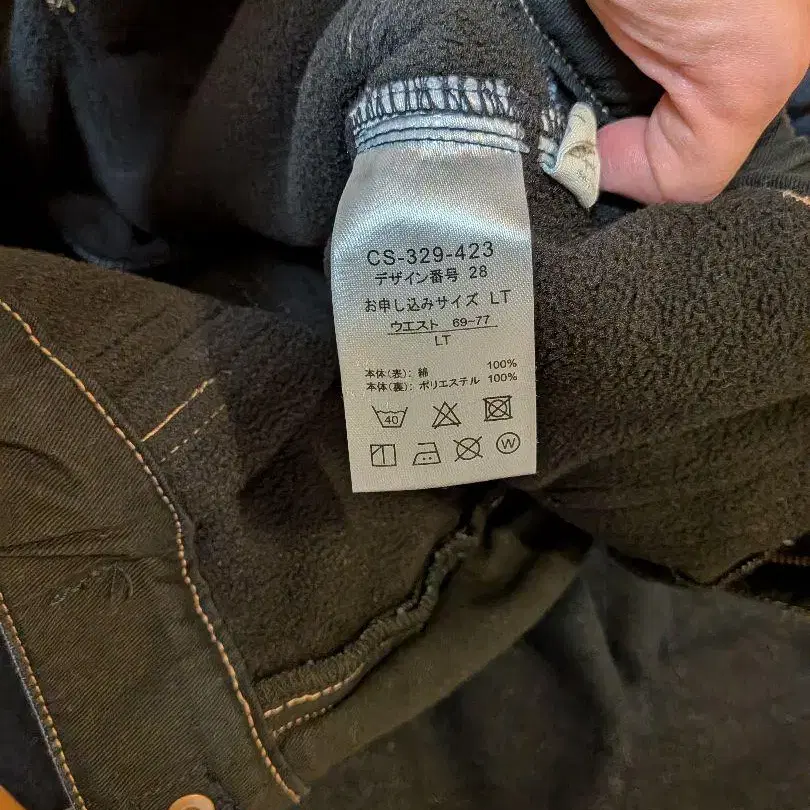 CS-329-423
デザイン番号 28
お申し込みサイズ LT
ウエスト 69-77
LT
本体(表): 綿 100%
本体(裏): ポリエステル 100%
40
W